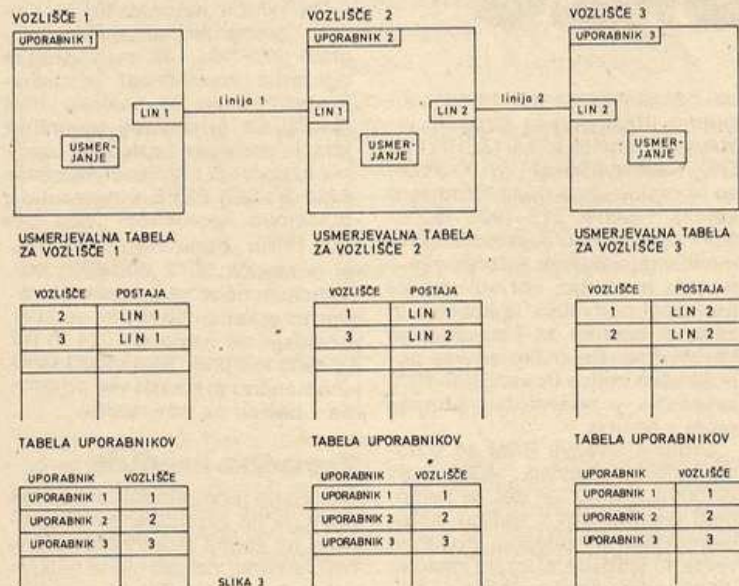 VOZLIŠČE 1
UPORABNIK 1
LIN 1
USMER-
JANJE
linija 1
VOZLIŠČE 2
UPORABNIK 2
LIN 1
LIN 2
USMER-
JANJE
linija 2
VOZLIŠČE 3
UPORABNIK 3
LIN 2
USMER-
JANJE
USMERJEVALNA TABELA
ZA VOZLIŠČE 1
VOZLIŠČE POSTAJA
2 LIN 1
3 LIN 1
USMERJEVALNA TABELA
ZA VOZLIŠČE 2
VOZLIŠČE POSTAJA
1 LIN 1
3 LIN 2
USMERJEVALNA TABELA
ZA VOZLIŠČE 3
VOZLIŠČE POSTAJA
1 LIN 2
2 LIN 2
TABELA UPORABNIKOV
UPORABNIK VOZLIŠČE
UPORABNIK 1 1
UPORABNIK 2 2
UPORABNIK 3 3
TABELA UPORABNIKOV
UPORABNIK VOZLIŠČE
UPORABNIK 1 1
UPORABNIK 2 2
UPORABNIK 3 3
TABELA UPORABNIKOV
UPORABNIK VOZLIŠČE
UPORABNIK 1 1
UPORABNIK 2 2
UPORABNIK 3 3
SLIKA 3